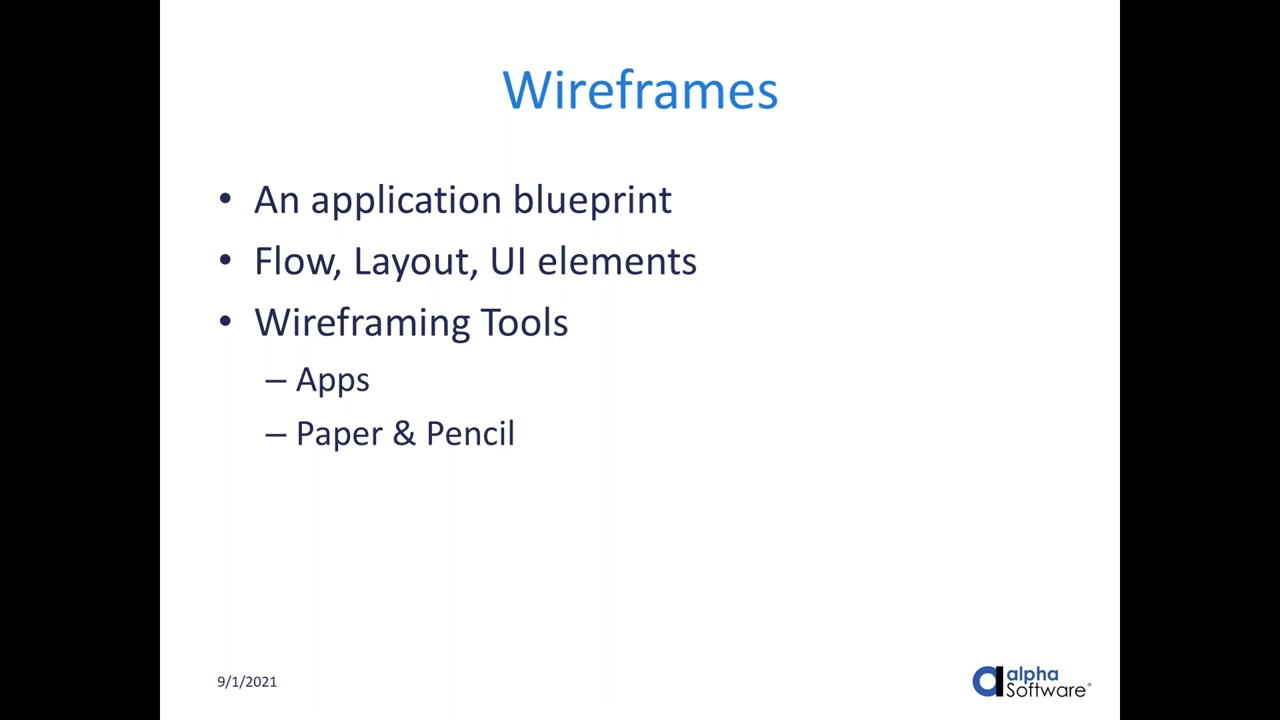 Wireframes
• An application blueprint
• Flow, Layout, UI elements
• Wireframing Tools
– Apps
– Paper & Pencil
9/1/2021
alpha
Software®